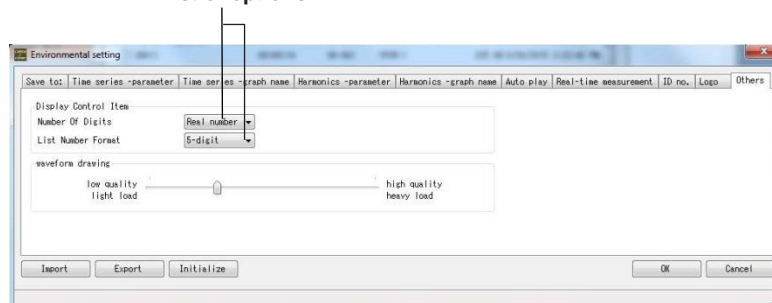 Environmental setting
Save to: Time series -parameter Time series -graph name Harmonics -parameter Harmonics -graph name Auto play Real-time measurement ID no. Logo Others
Display Control Item
Number Of Digits Real number
List Number Format 5-digit
waveform drawing
low quality high quality
light load heavy load
Import Export Initialize OK Cancel